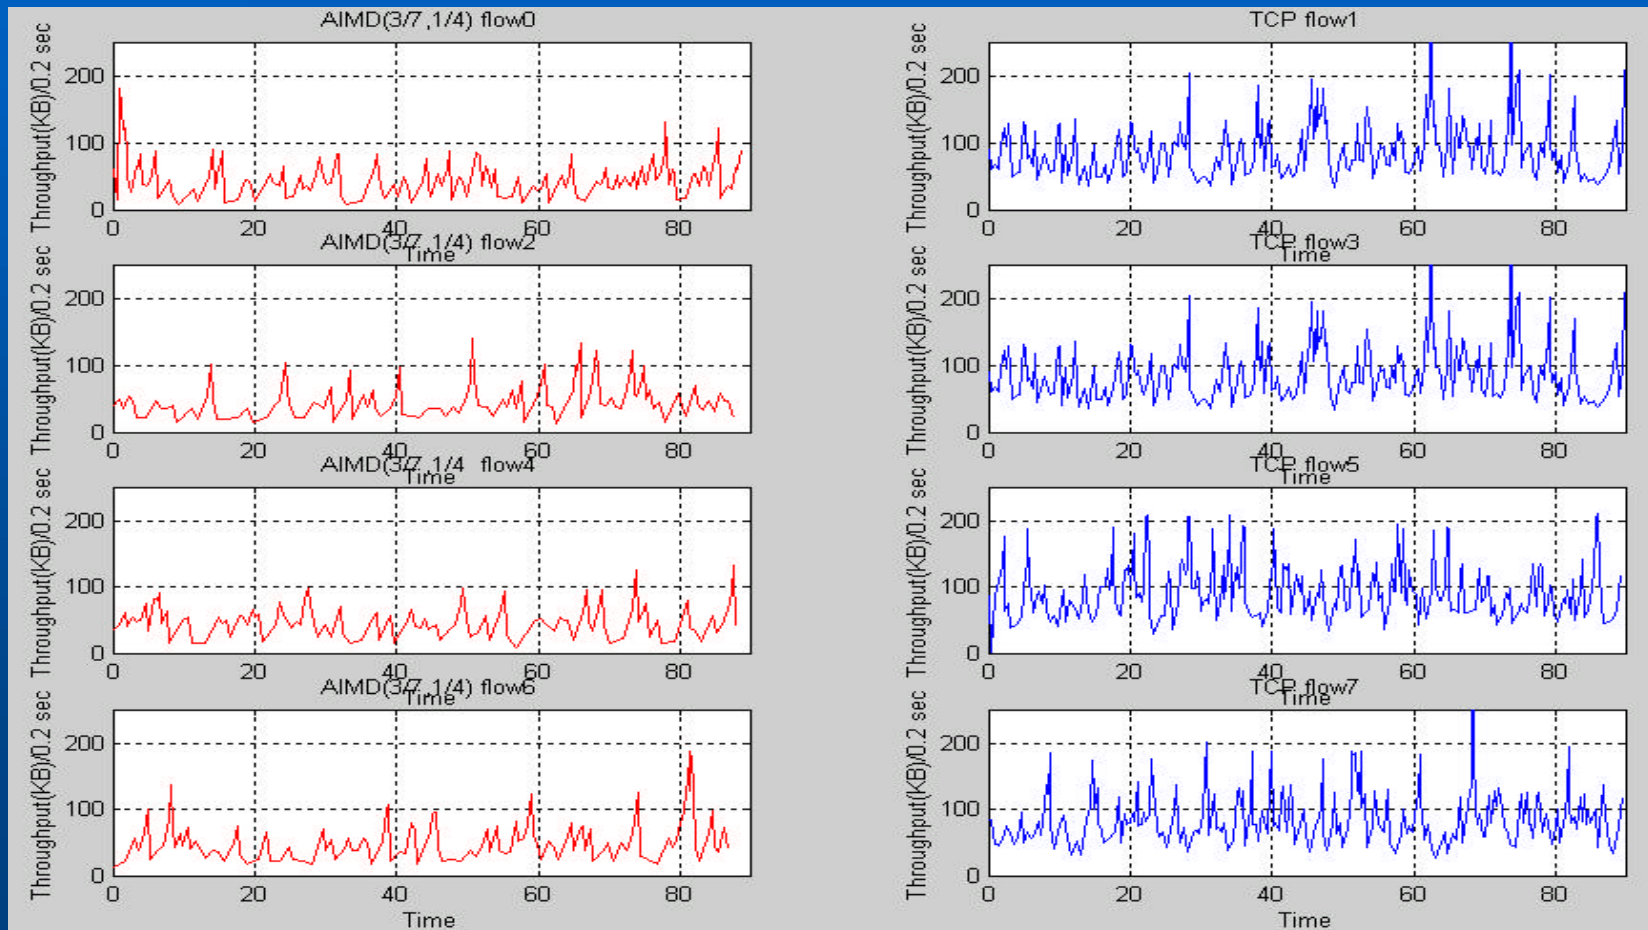 AIMD(3/7,1/4) flow0
Throughput(KB)/0.2 sec
200
100
0
0 20 40 60 80
Time
TCP flow1
Throughput(KB)/0.2 sec
200
100
0
0 20 40 60 80
Time
AIMD(3/7,1/4) flow2
Throughput(KB)/0.2 sec
200
100
0
0 20 40 60 80
Time
TCP flow3
Throughput(KB)/0.2 sec
200
100
0
0 20 40 60 80
Time
AIMD(3/7,1/4 flow4
Throughput(KB)/0.2 sec
200
100
0
0 20 40 60 80
Time
TCP flow5
Throughput(KB)/0.2 sec
200
100
0
0 20 40 60 80
Time
AIMD(3/7,1/4) flow6
Throughput(KB)/0.2 sec
200
100
0
0 20 40 60 80
Time
TCP flow7
Throughput(KB)/0.2 sec
200
100
0
0 20 40 60 80
Time